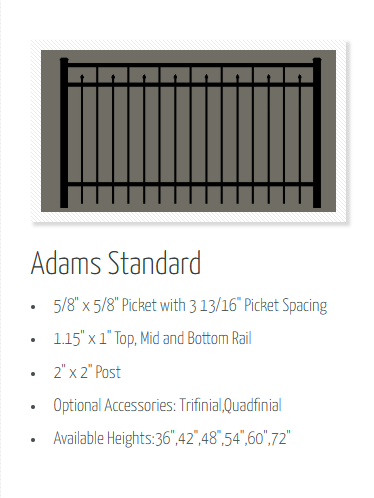 Adams Standard
• 5/8" x 5/8" Picket with 3 13/16" Picket Spacing
• 1.15" x 1" Top, Mid and Bottom Rail
• 2" x 2" Post
• Optional Accessories: Trifinial,Quadfinial
• Available Heights:36",42",48",54",60",72"